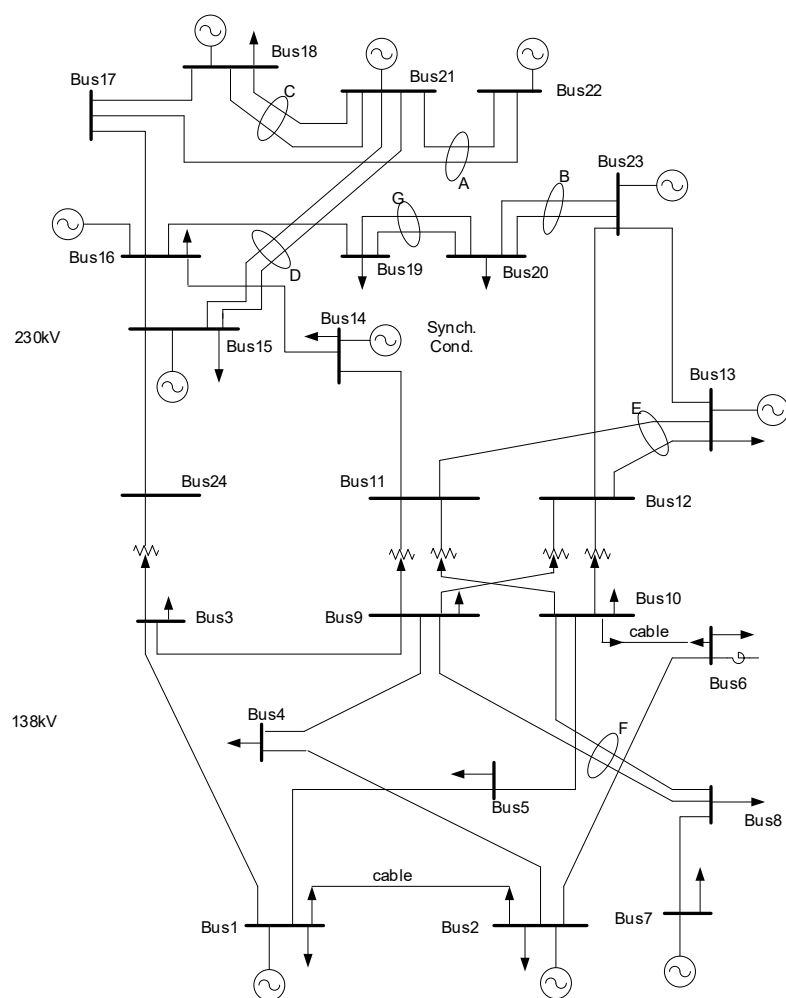 Bus18
Bus17
Bus21
Bus22
C
A
Bus23
B
G
Bus16
D
Bus19
Bus20
230kV
Bus15
Bus14
Synch.
Cond.
Bus13
E
Bus24
Bus11
Bus12
Bus3
Bus9
Bus10
cable
Bus6
138kV
Bus4
F
Bus5
Bus8
cable
Bus1
Bus2
Bus7